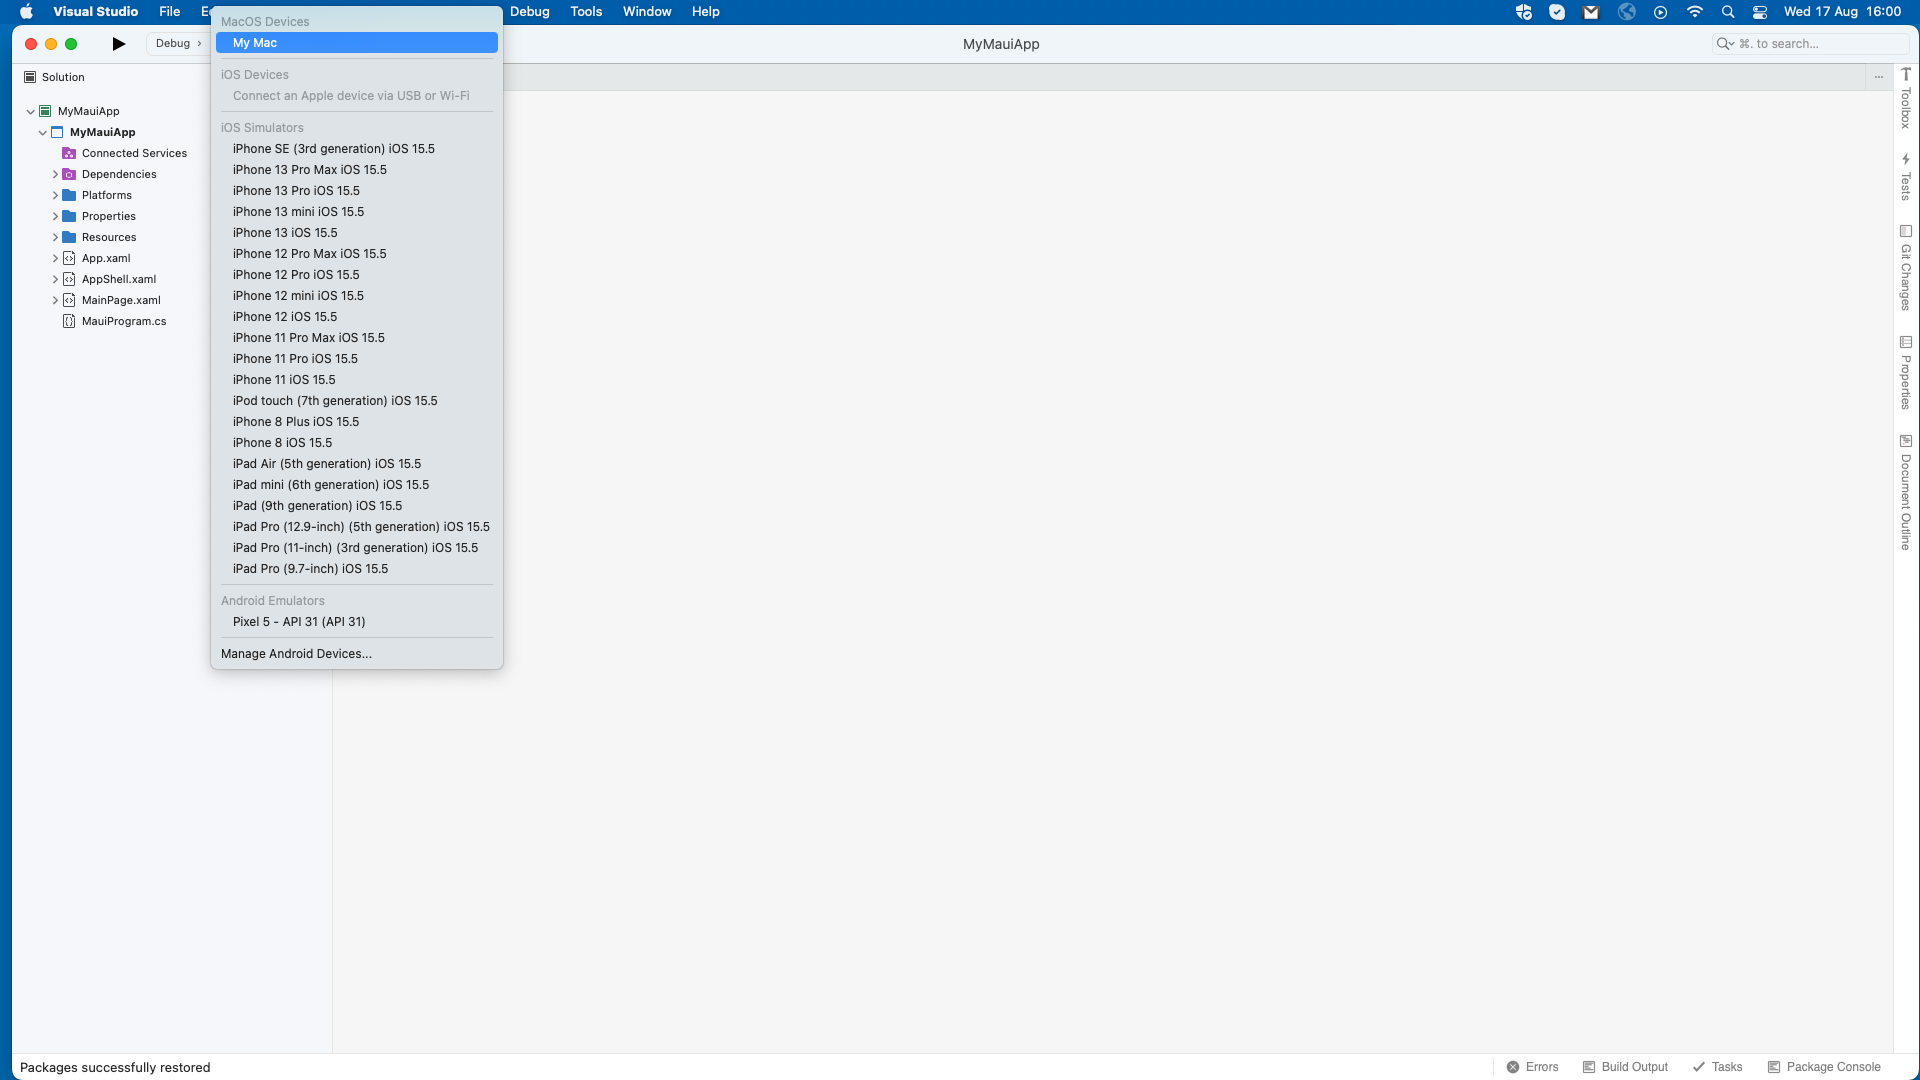 Visual Studio File E Debug Tools Window Help Wed 17 Aug 16:00
Debug › MyMauiApp ⌘. to search...
Solution
MyMauiApp
MyMauiApp
Connected Services
Dependencies
Platforms
Properties
Resources
App.xaml
AppShell.xaml
MainPage.xaml
MauiProgram.cs
MacOS Devices
My Mac
iOS Devices
Connect an Apple device via USB or Wi-Fi
iOS Simulators
iPhone SE (3rd generation) iOS 15.5
iPhone 13 Pro Max iOS 15.5
iPhone 13 Pro iOS 15.5
iPhone 13 mini iOS 15.5
iPhone 13 iOS 15.5
iPhone 12 Pro Max iOS 15.5
iPhone 12 Pro iOS 15.5
iPhone 12 mini iOS 15.5
iPhone 12 iOS 15.5
iPhone 11 Pro Max iOS 15.5
iPhone 11 Pro iOS 15.5
iPhone 11 iOS 15.5
iPod touch (7th generation) iOS 15.5
iPhone 8 Plus iOS 15.5
iPhone 8 iOS 15.5
iPad Air (5th generation) iOS 15.5
iPad mini (6th generation) iOS 15.5
iPad (9th generation) iOS 15.5
iPad Pro (12.9-inch) (5th generation) iOS 15.5
iPad Pro (11-inch) (3rd generation) iOS 15.5
iPad Pro (9.7-inch) iOS 15.5
Android Emulators
Pixel 5 - API 31 (API 31)
Manage Android Devices...
Toolbox
Tests
Git Changes
Properties
Document Outline
Packages successfully restored
Errors Build Output Tasks Package Console